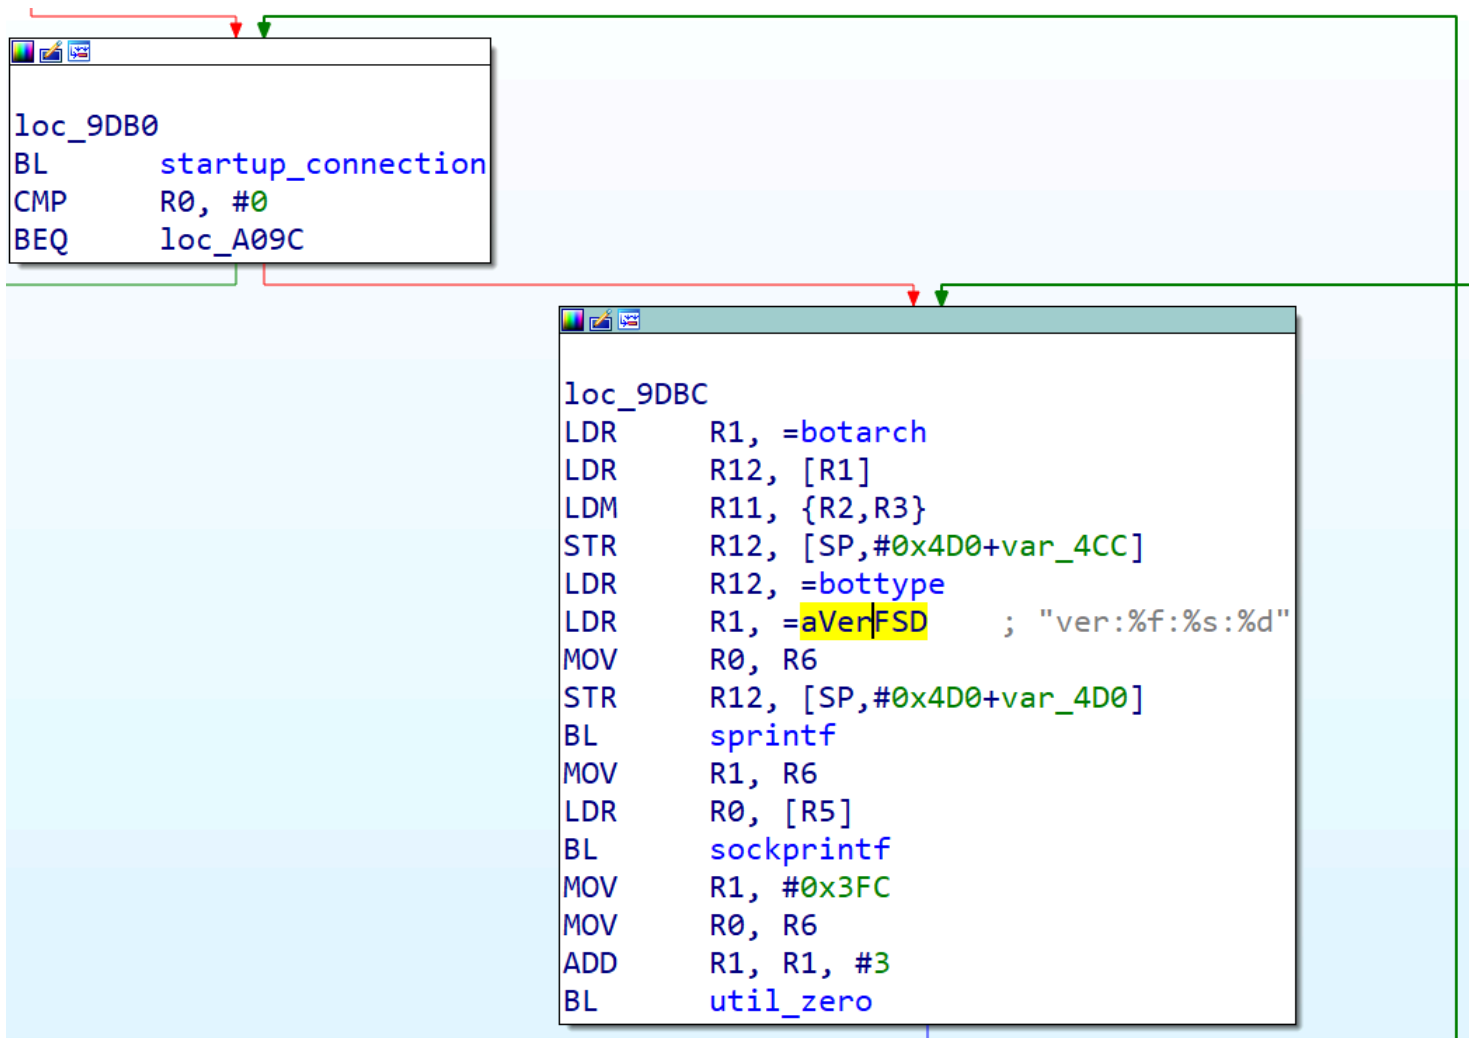 loc_9DB0
BL startup_connection
CMP R0, #0
BEQ loc_A09C
loc_9DBC
LDR R1, =botarch
LDR R12, [R1]
LDM R11, {R2,R3}
STR R12, [SP,#0x4D0+var_4CC]
LDR R12, =bottype
LDR R1, =aVerFSD ; "ver:%f:%s:%d"
MOV R0, R6
STR R12, [SP,#0x4D0+var_4D0]
BL sprintf
MOV R1, R6
LDR R0, [R5]
BL sockprintf
MOV R1, #0x3FC
MOV R0, R6
ADD R1, R1, #3
BL util_zero